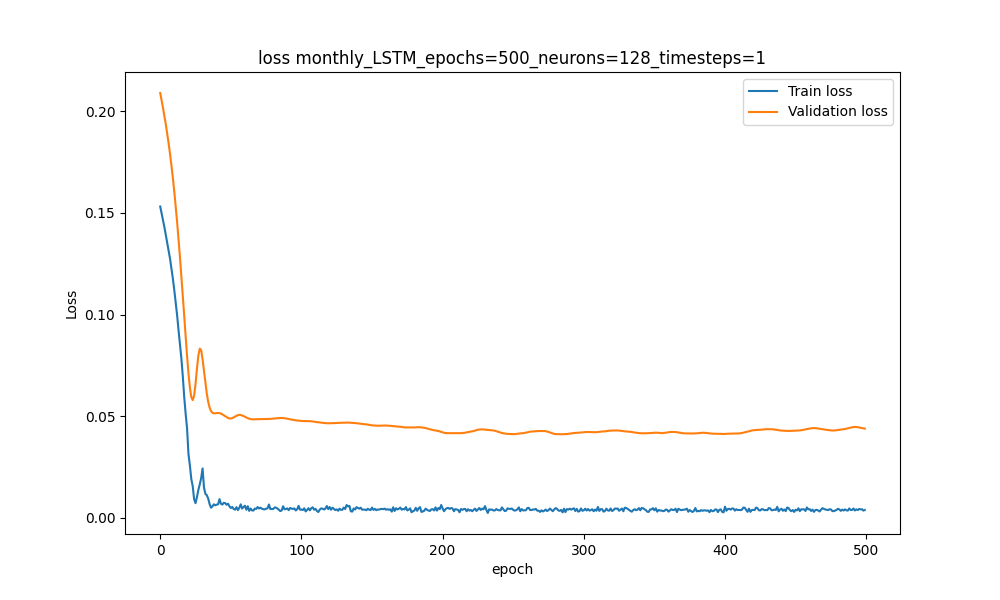 loss monthly_LSTM_epochs=500_neurons=128_timesteps=1
Train loss
Validation loss
0.20
0.15
0.10
0.05
0.00
Loss
0
100
200
300
400
500
epoch